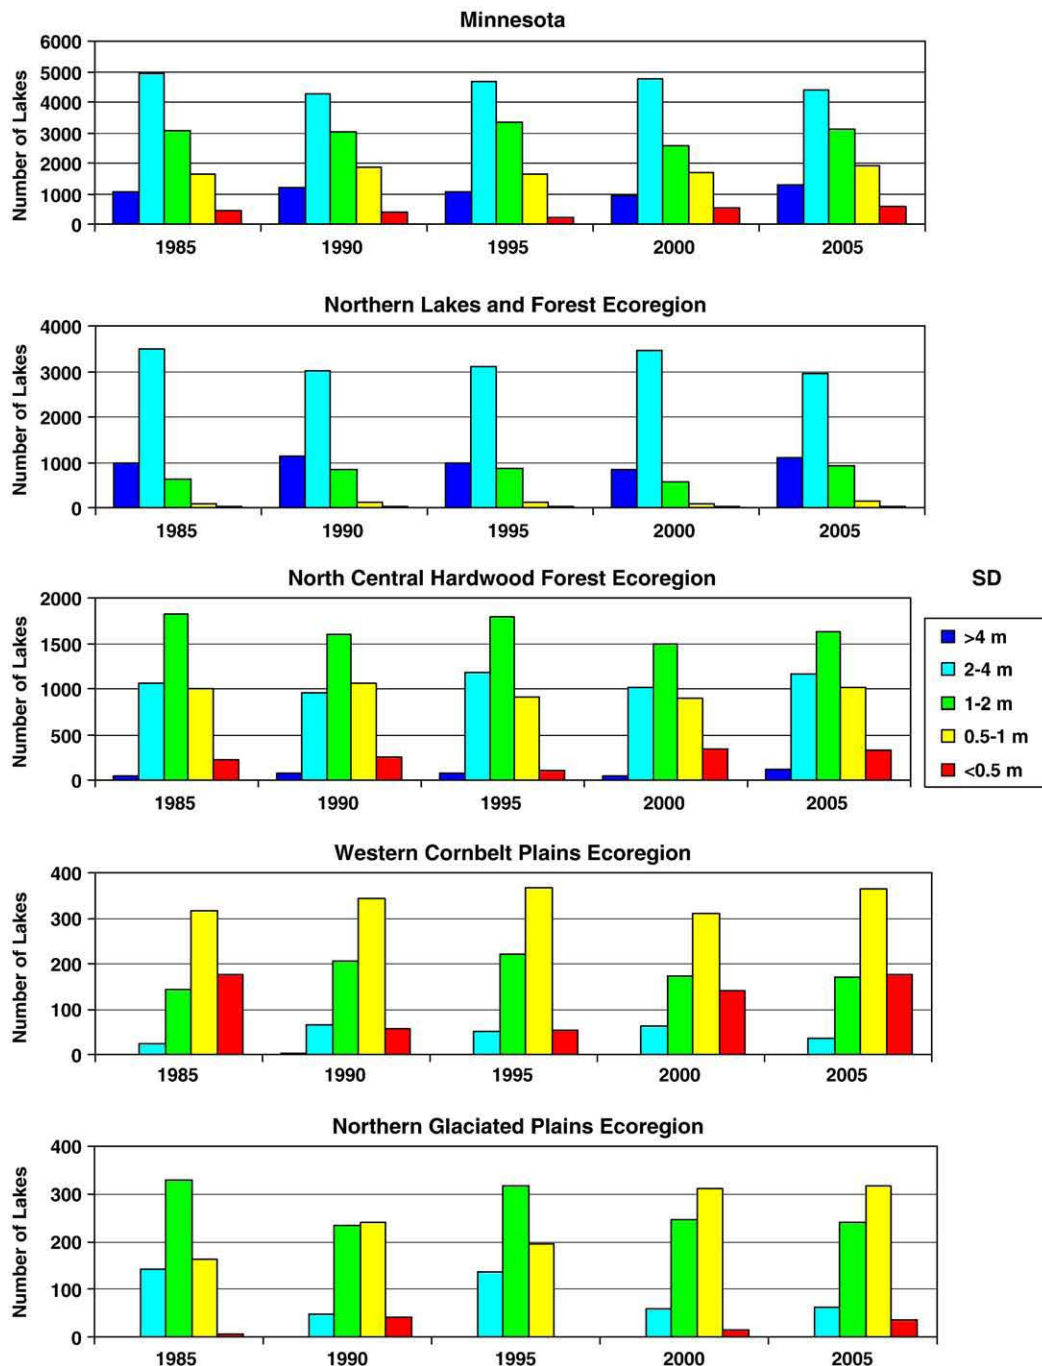 Minnesota
Number of Lakes
6000
5000
4000
3000
2000
1000
0
1985 1990 1995 2000 2005
Northern Lakes and Forest Ecoregion
Number of Lakes
4000
3000
2000
1000
0
1985 1990 1995 2000 2005
North Central Hardwood Forest Ecoregion
Number of Lakes
2000
1500
1000
500
0
1985 1990 1995 2000 2005
SD
>4 m
2-4 m
1-2 m
0.5-1 m
<0.5 m
Western Cornbelt Plains Ecoregion
Number of Lakes
400
300
200
100
0
1985 1990 1995 2000 2005
Northern Glaciated Plains Ecoregion
Number of Lakes
400
300
200
100
0
1985 1990 1995 2000 2005